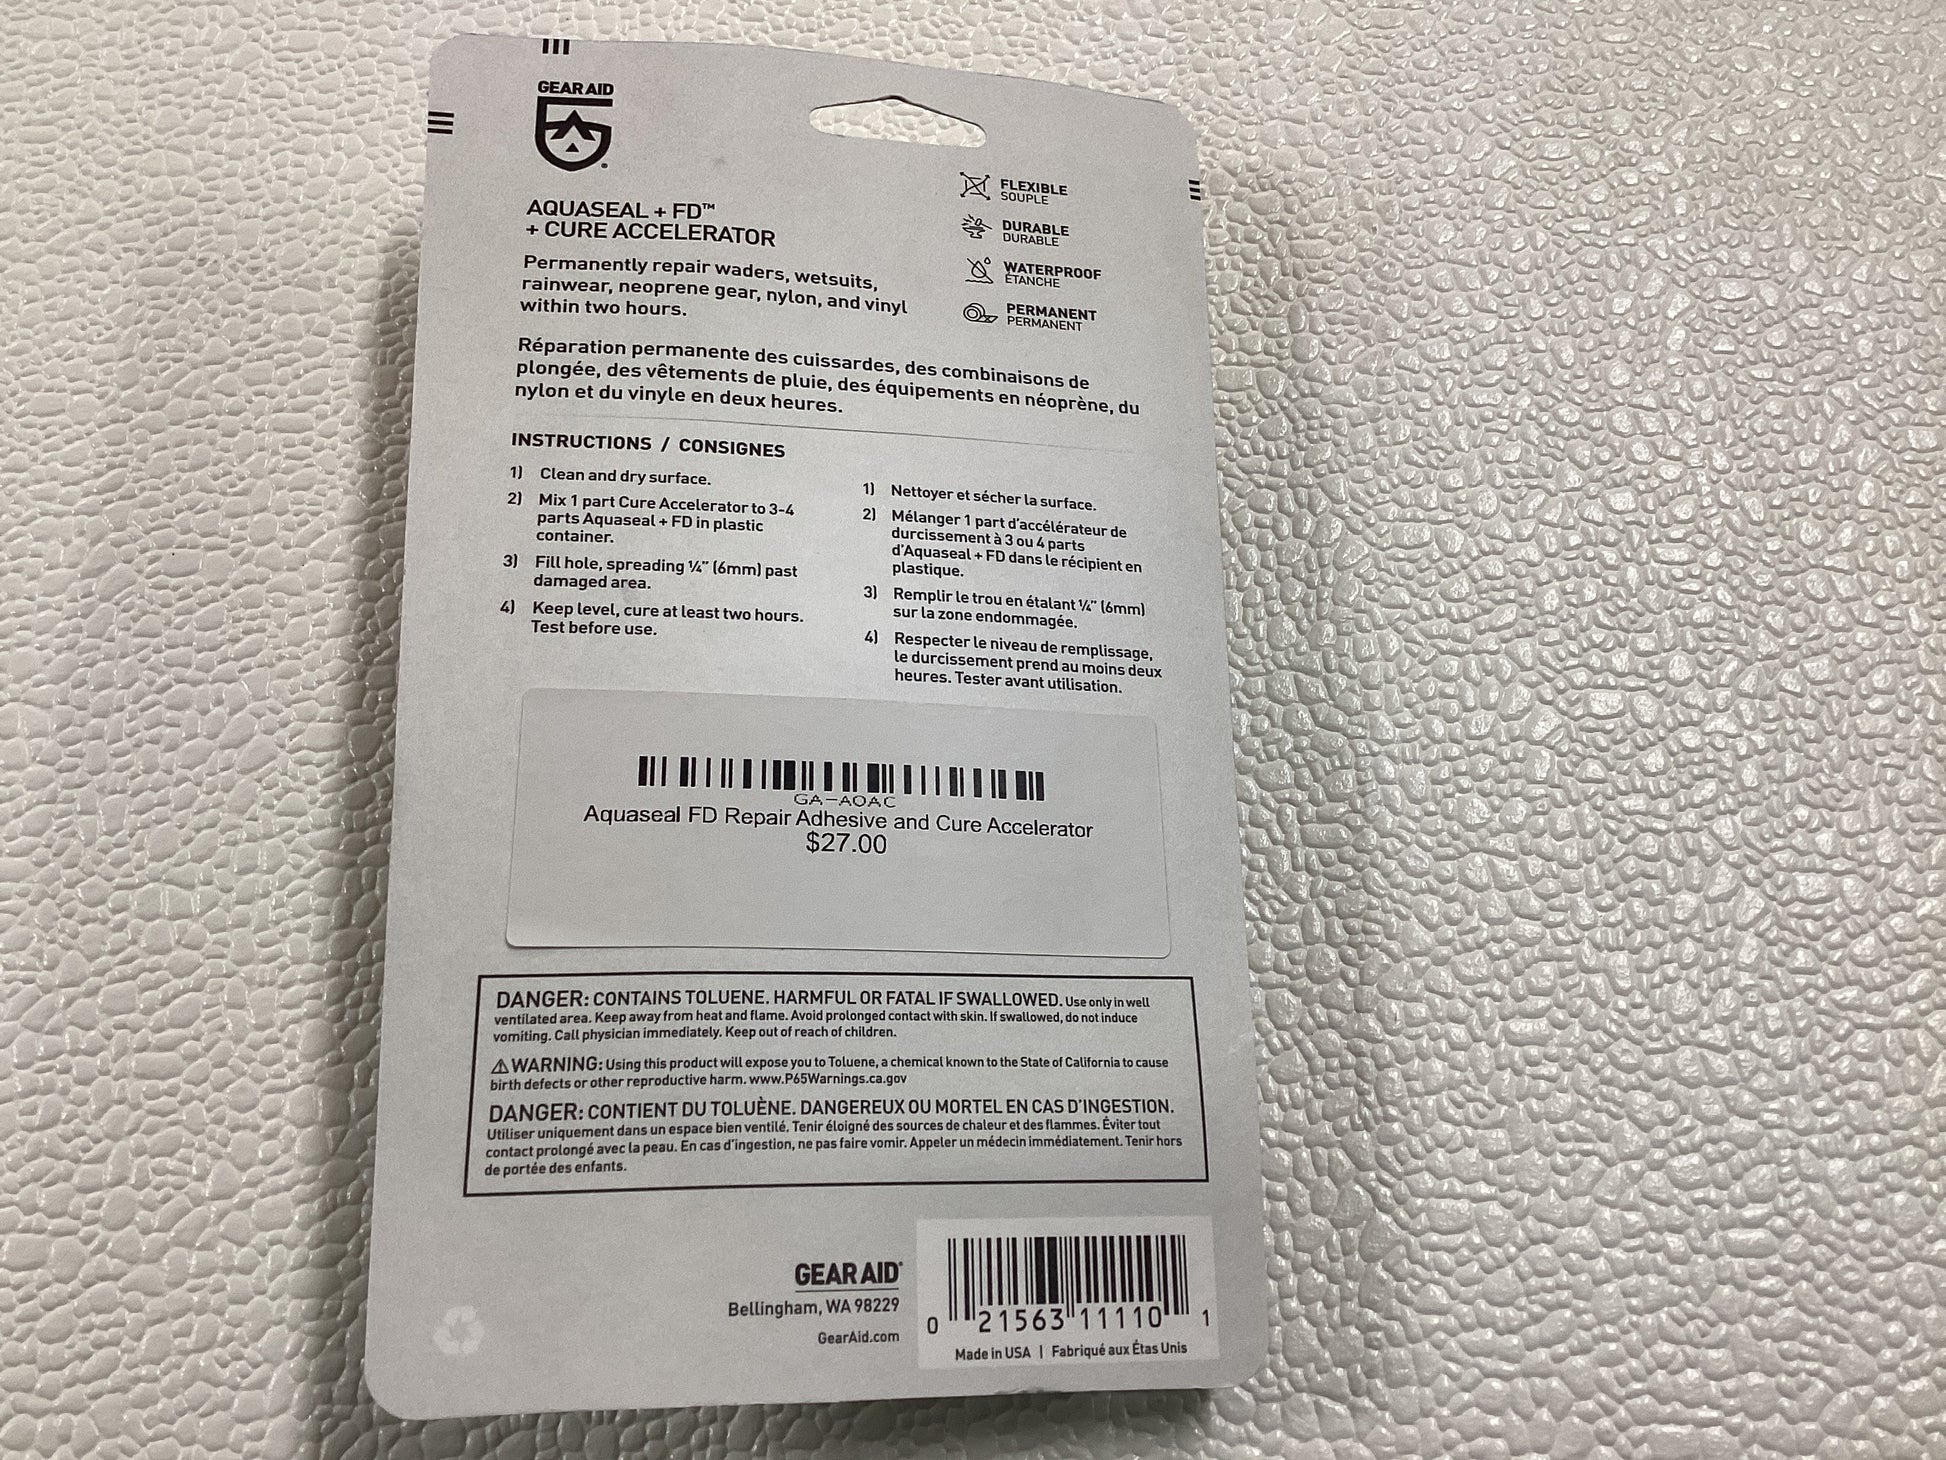 GEAR AID
AQUASEAL + FD™
+ CURE ACCELERATOR
Permanently repair waders, wetsuits,
rainwear, neoprene gear, nylon, and vinyl
within two hours.
FLEXIBLE
SOUPLE
DURABLE
DURABLE
WATERPROOF
ÉTANCHE
PERMANENT
PERMANENT
Réparation permanente des cuissardes, des combinaisons de
plongée, des vêtements de pluie, des équipements en néoprène, du
nylon et du vinyle en deux heures.
INSTRUCTIONS / CONSIGNES
1) Clean and dry surface.
2) Mix 1 part Cure Accelerator to 3-4
parts Aquaseal + FD in plastic
container.
3) Fill hole, spreading ¼" (6mm) past
damaged area.
4) Keep level, cure at least two hours.
Test before use.
1) Nettoyer et sécher la surface.
2) Mélanger 1 part d'accélérateur de
durcissement à 3 ou 4 parts
d'Aquaseal + FD dans le récipient en
plastique.
3) Remplir le trou en étalant ¼" (6mm)
sur la zone endommagée.
4) Respecter le niveau de remplissage,
le durcissement prend au moins deux
heures. Tester avant utilisation.
GA-AOAC
Aquaseal FD Repair Adhesive and Cure Accelerator
$27.00
DANGER: CONTAINS TOLUENE. HARMFUL OR FATAL IF SWALLOWED. Use only in well
ventilated area. Keep away from heat and flame. Avoid prolonged contact with skin. If swallowed, do not induce
vomiting. Call physician immediately. Keep out of reach of children.
⚠ WARNING: Using this product will expose you to Toluene, a chemical known to the State of California to cause
birth defects or other reproductive harm. www.P65Warnings.ca.gov
DANGER: CONTIENT DU TOLUÈNE. DANGEREUX OU MORTEL EN CAS D'INGESTION.
Utiliser uniquement dans un espace bien ventilé. Tenir éloigné des sources de chaleur et des flammes. Éviter tout
contact prolongé avec la peau. En cas d'ingestion, ne pas faire vomir. Appeler un médecin immédiatement. Tenir hors
de portée des enfants.
GEAR AID®
Bellingham, WA 98229
GearAid.com
0 21563 11110 1
Made in USA | Fabriqué aux Étas Unis